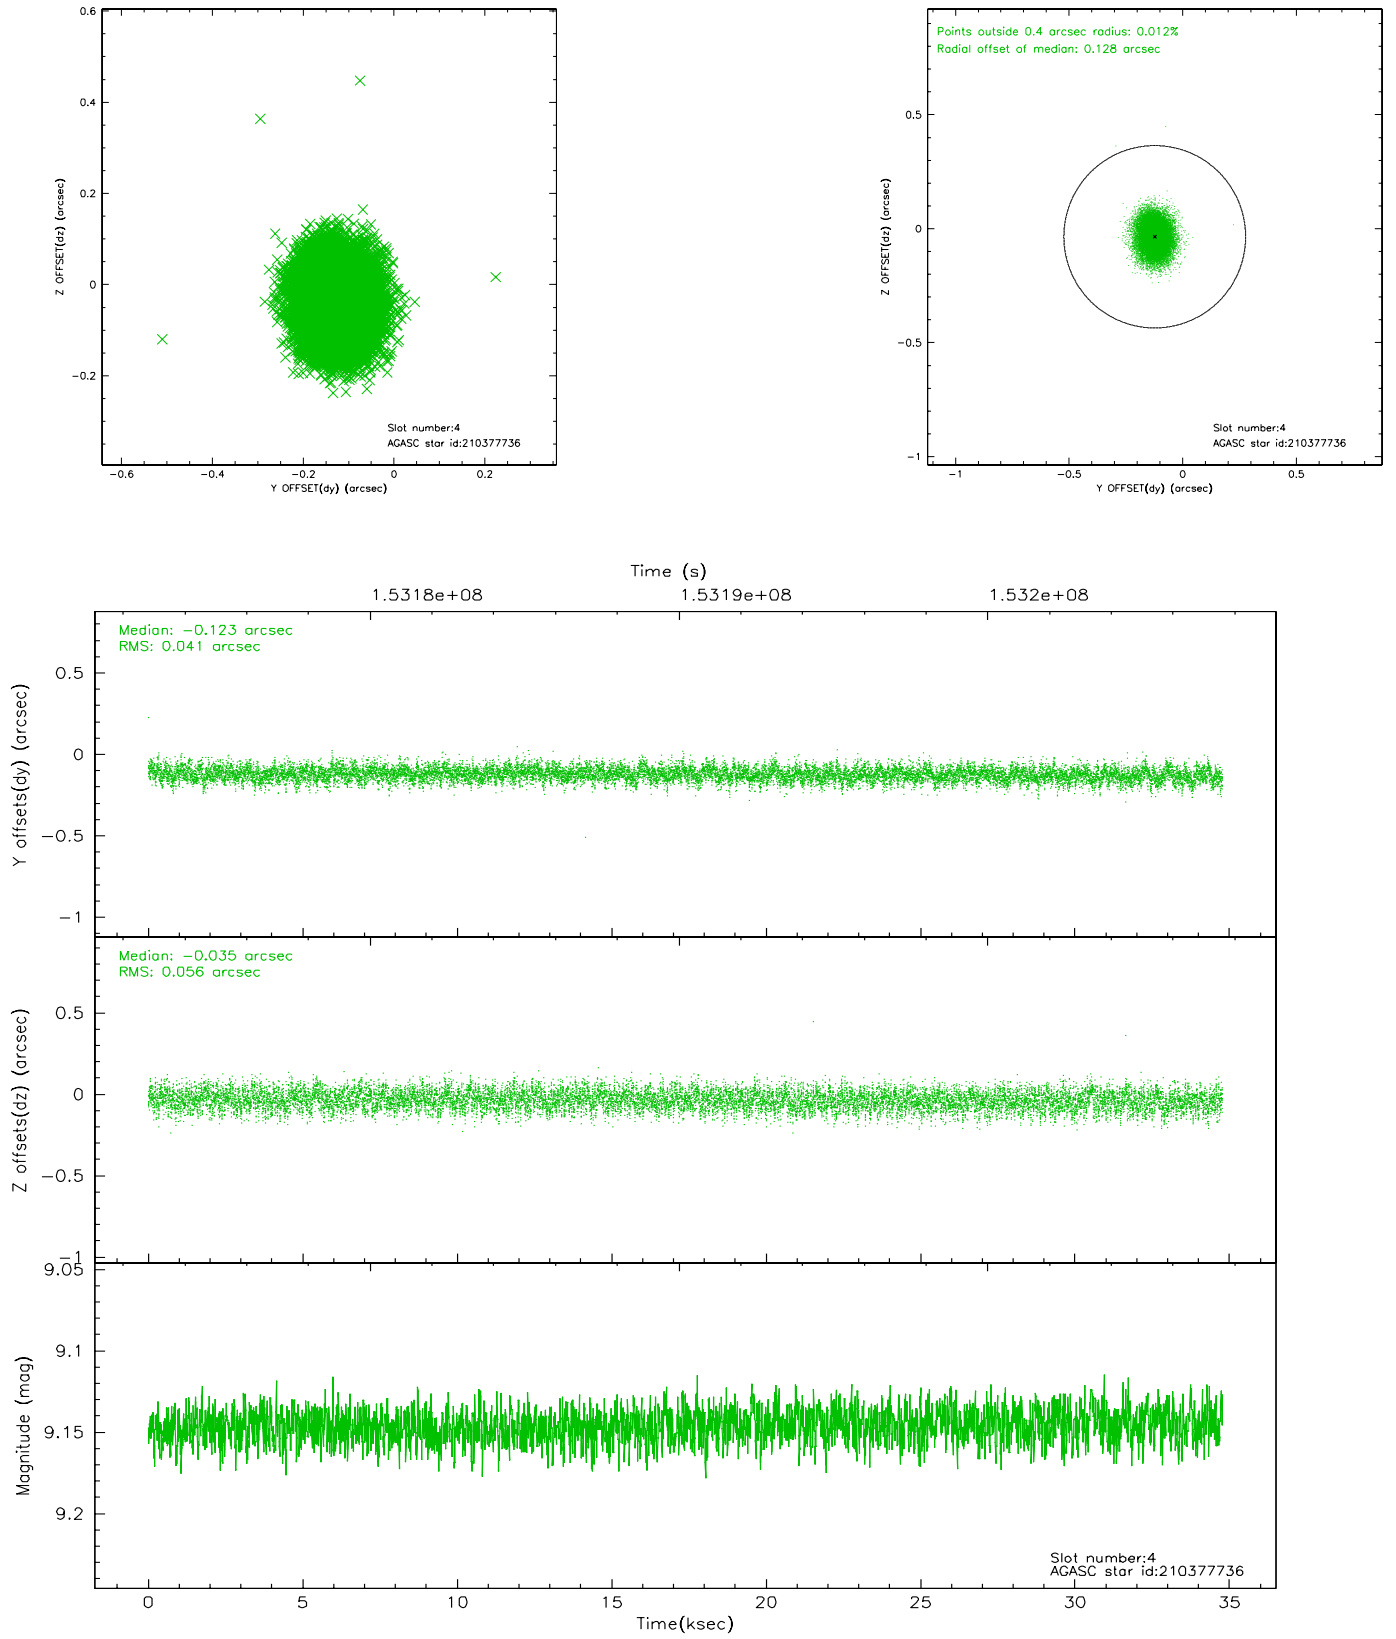 0.6
0.4
0.2
0
−0.2
Z OFFSET(dz) (arcsec)
Slot number:4
AGASC star id:210377736
−0.6
−0.4
−0.2
0
0.2
Y OFFSET(dy) (arcsec)
Points outside 0.4 arcsec radius: 0.012%
Radial offset of median: 0.128 arcsec
0.5
0
−0.5
−1
Z OFFSET(dz) (arcsec)
Slot number:4
AGASC star id:210377736
−1
−0.5
0
0.5
Y OFFSET(dy) (arcsec)
Time (s)
1.5318e+08
1.5319e+08
1.532e+08
Median: −0.123 arcsec
RMS: 0.041 arcsec
0.5
0
−0.5
−1
Y offsets(dy) (arcsec)
Median: −0.035 arcsec
RMS: 0.056 arcsec
0.5
0
−0.5
−1
Z offsets(dz) (arcsec)
9.05
9.1
9.15
9.2
Magnitude (mag)
Slot number:4
AGASC star id:210377736
0
5
10
15
20
25
30
35
Time(ksec)